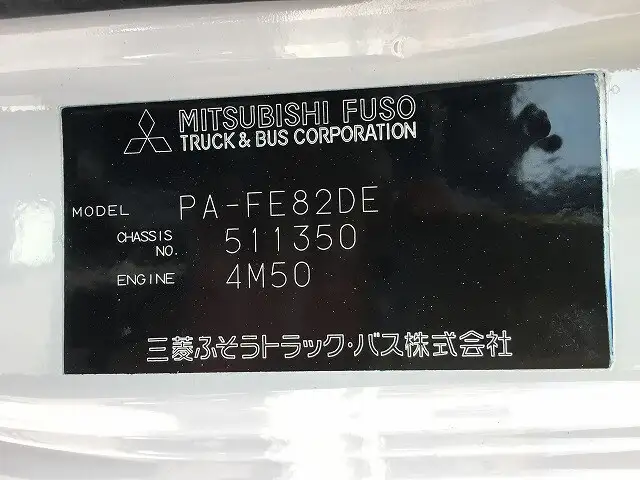 MITSUBISHI FUSO
TRUCK & BUS CORPORATION
MODEL PA-FE82DE
CHASSIS NO. 511350
ENGINE 4M50
三菱ふそうトラック・バス株式会社